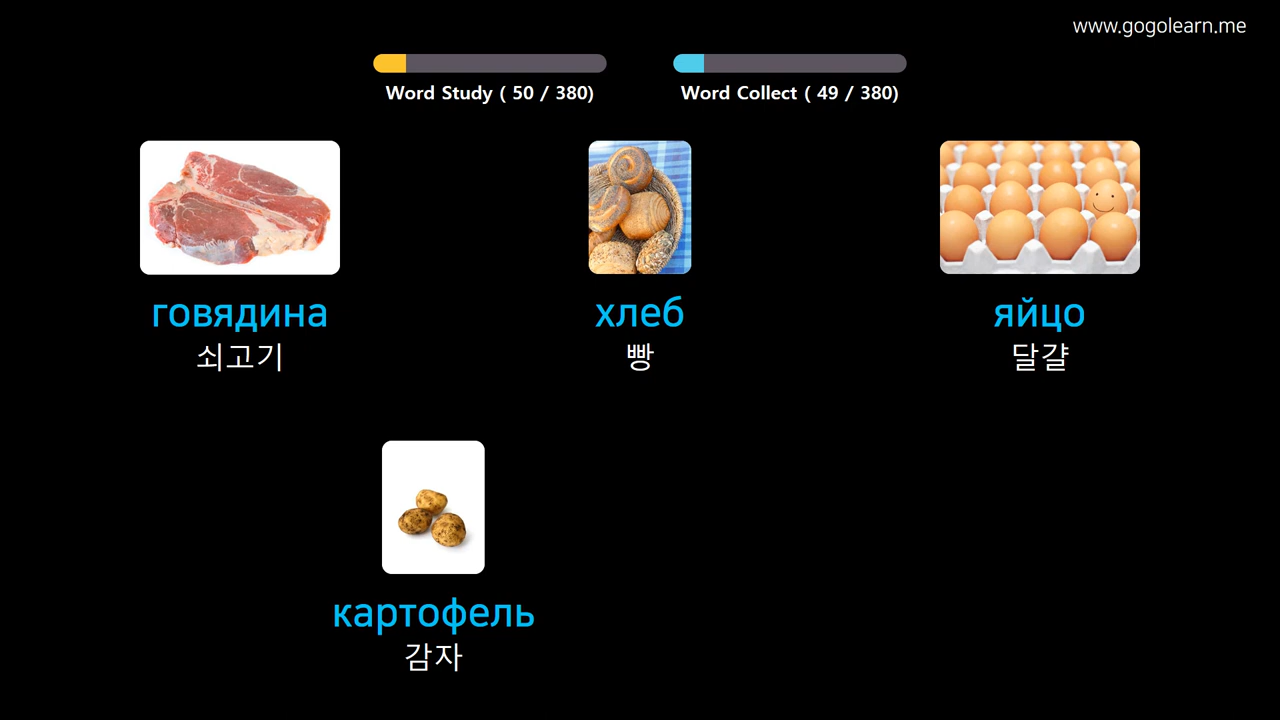 www.gogolearn.me
Word Study ( 50 / 380)
Word Collect ( 49 / 380)
говядина
쇠고기
хлеб
빵
яйцо
달걀
картофель
감자